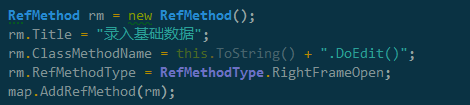 RefMethod rm = new RefMethod();
rm.Title = "录入基础数据";
rm.ClassMethodName = this.ToString() + ".DoEdit()";
rm.RefMethodType = RefMethodType.RightFrameOpen;
map.AddRefMethod(rm);